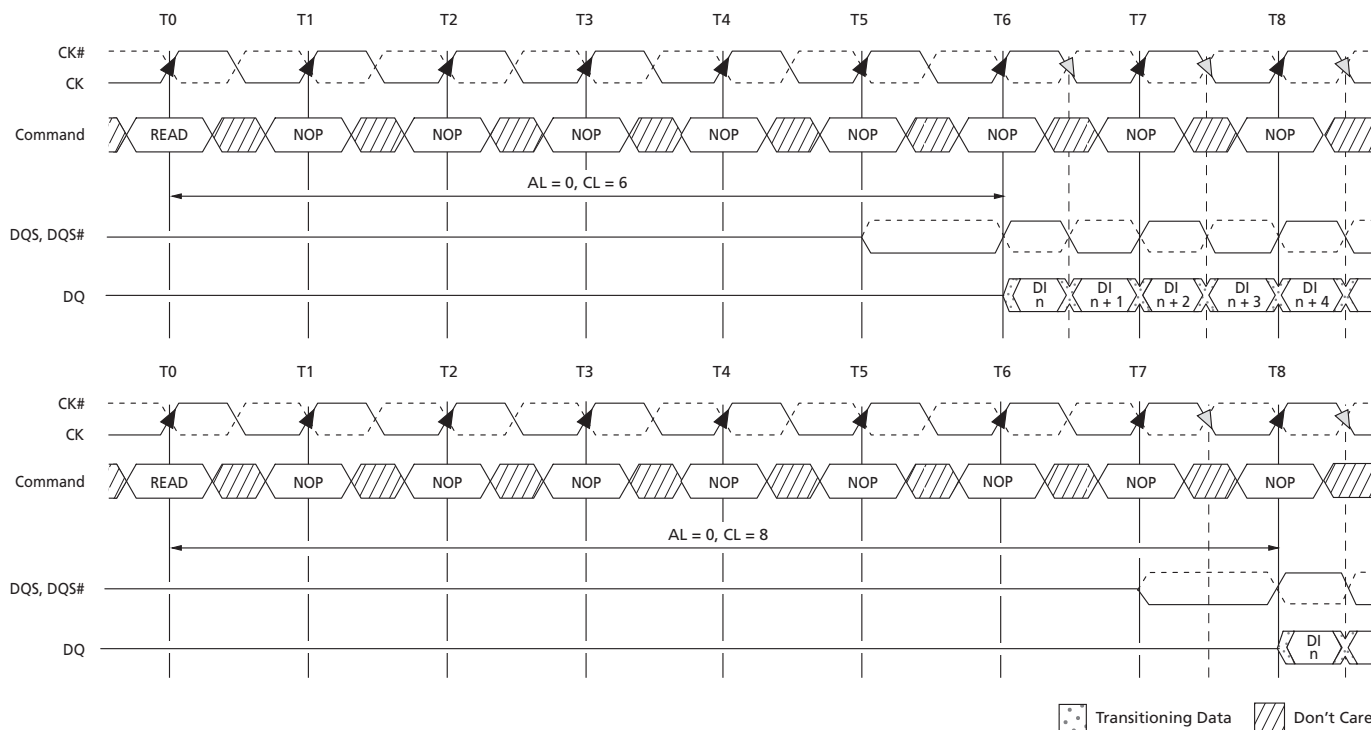 T0 T1 T2 T3 T4 T5 T6 T7 T8
CK#
CK
Command READ NOP NOP NOP NOP NOP NOP NOP NOP
AL = 0, CL = 6
DQS, DQS#
DQ DI n DI n + 1 DI n + 2 DI n + 3 DI n + 4
T0 T1 T2 T3 T4 T5 T6 T7 T8
CK#
CK
Command READ NOP NOP NOP NOP NOP NOP NOP NOP
AL = 0, CL = 8
DQS, DQS#
DQ DI n
Transitioning Data Don't Care